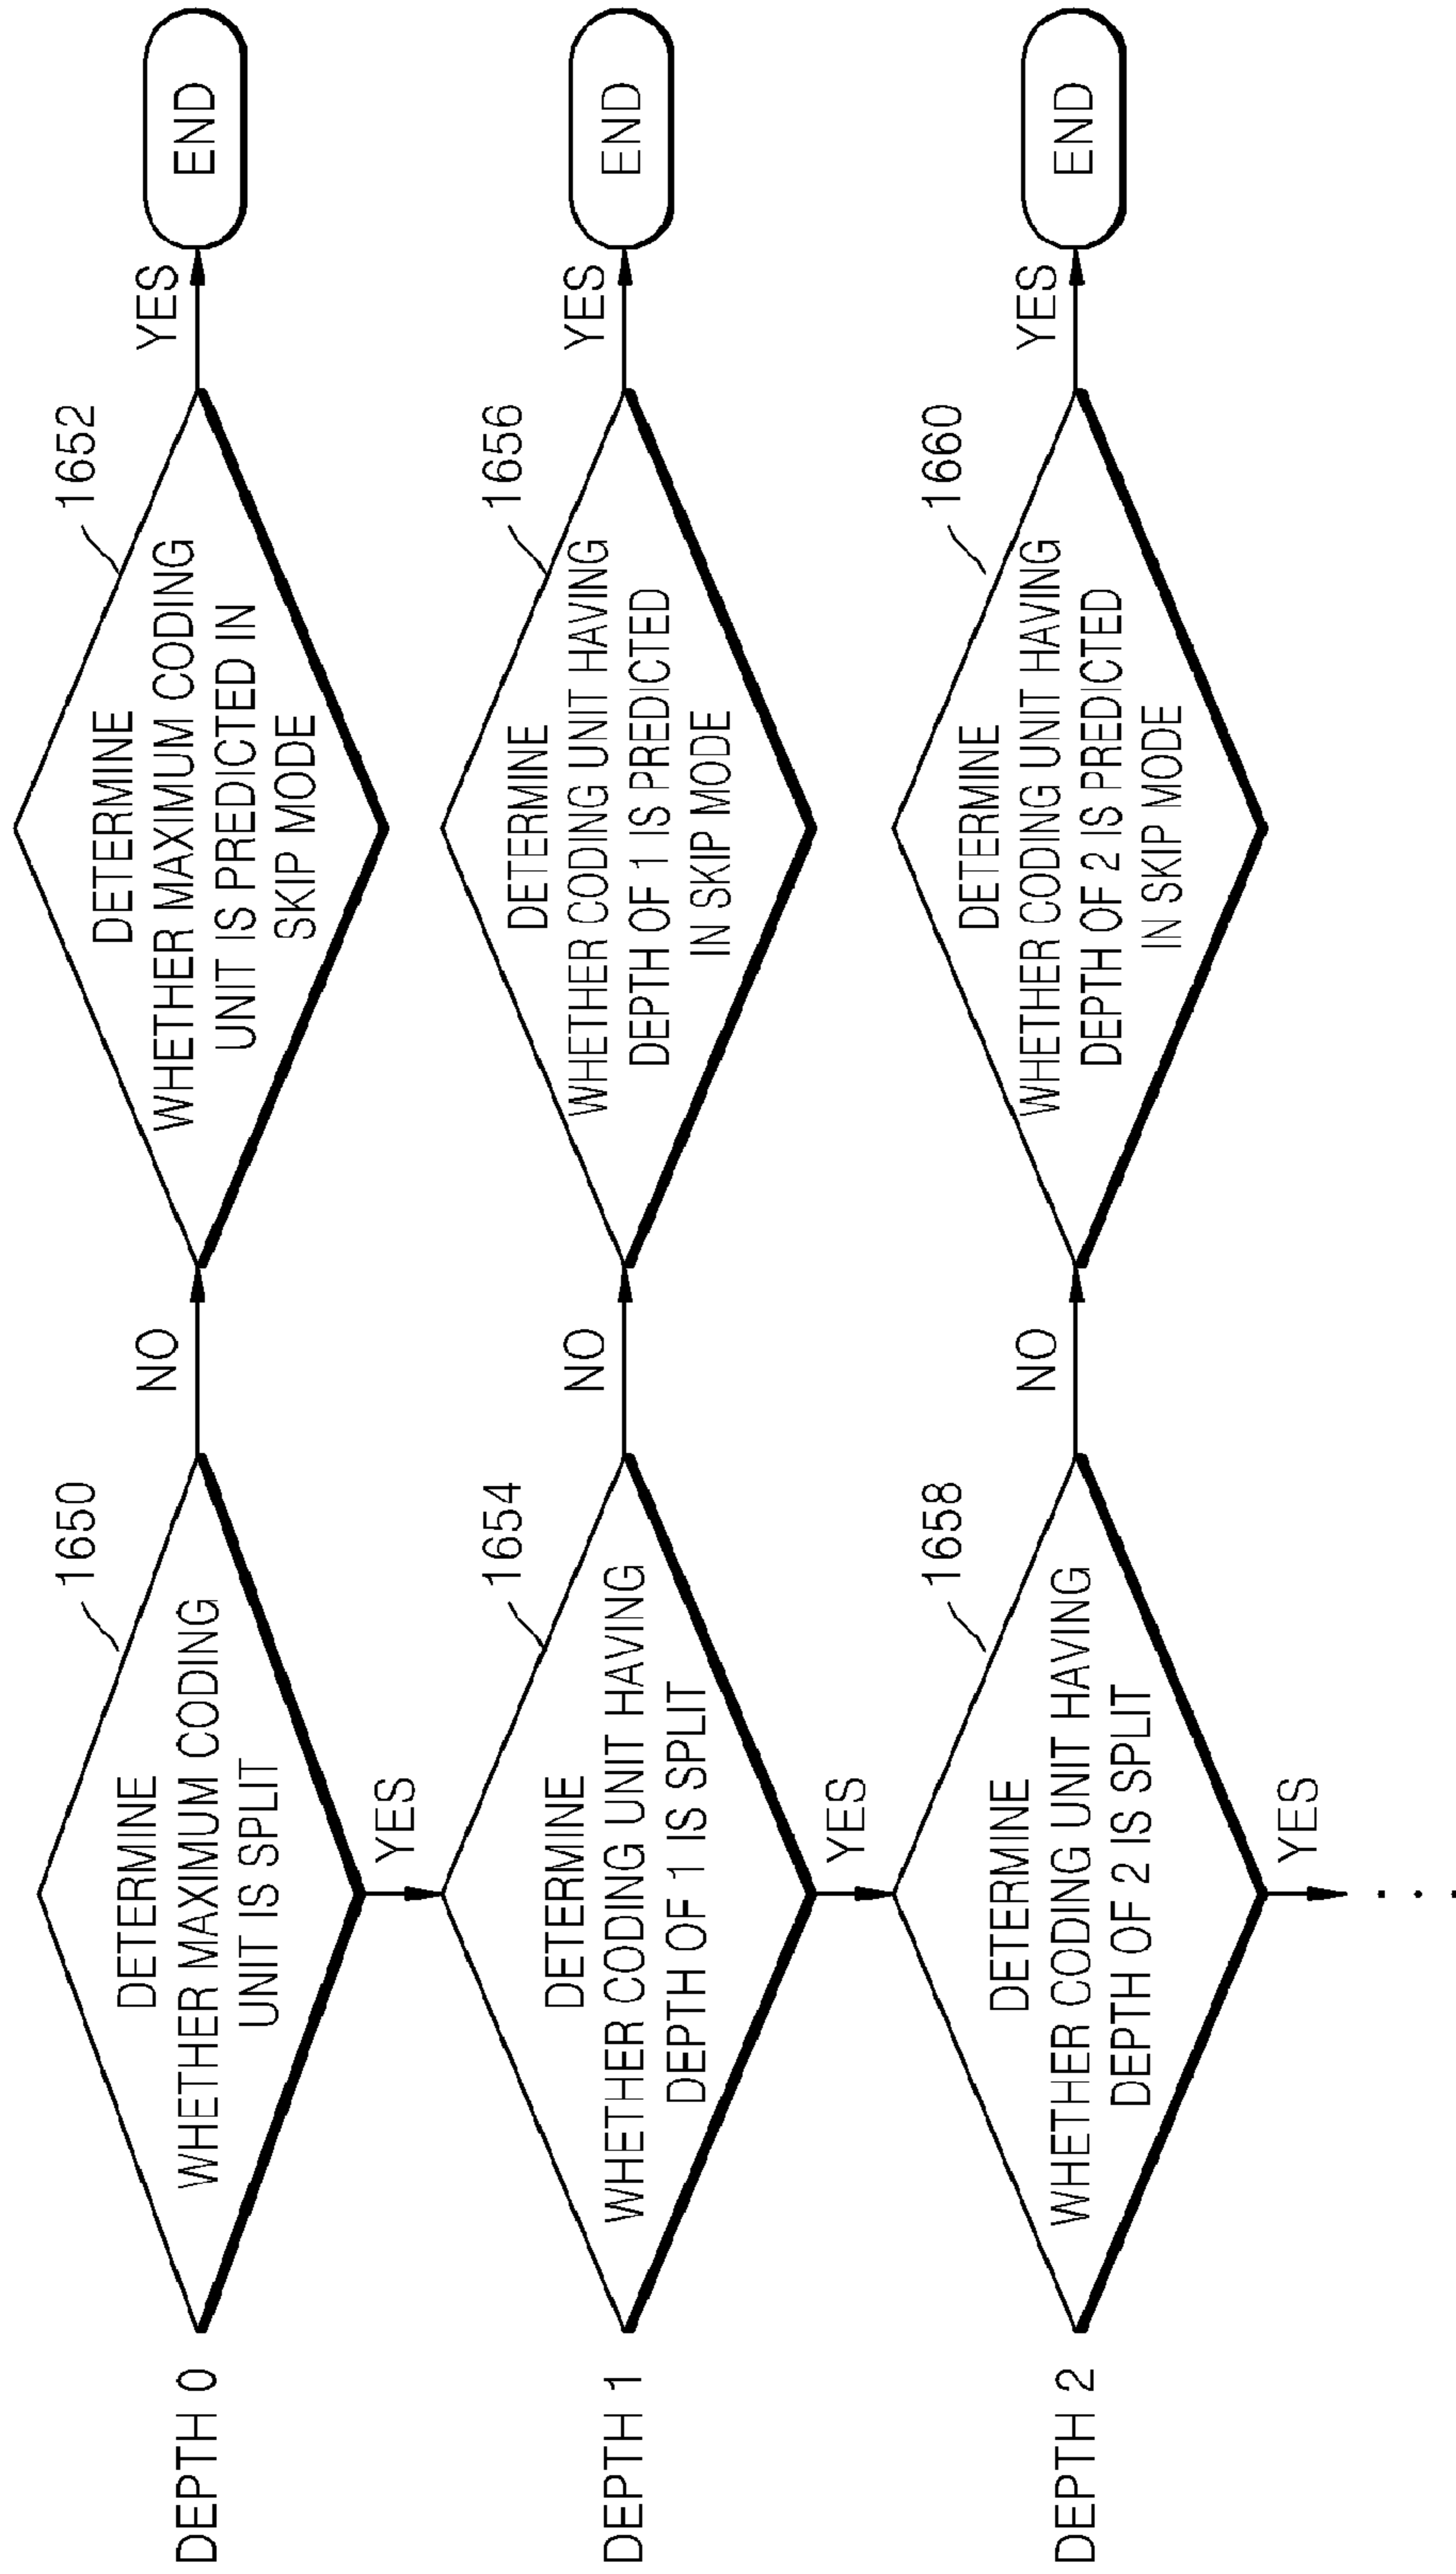 DEPTH 0
DETERMINE
WHETHER MAXIMUM CODING
UNIT IS SPLIT
1650
NO
DETERMINE
WHETHER MAXIMUM CODING
UNIT IS PREDICTED IN
SKIP MODE
1652
YES
END
YES
DEPTH 1
DETERMINE
WHETHER CODING UNIT HAVING
DEPTH OF 1 IS SPLIT
1654
NO
DETERMINE
WHETHER CODING UNIT HAVING
DEPTH OF 1 IS PREDICTED
IN SKIP MODE
1656
YES
END
YES
DEPTH 2
DETERMINE
WHETHER CODING UNIT HAVING
DEPTH OF 2 IS SPLIT
1658
NO
DETERMINE
WHETHER CODING UNIT HAVING
DEPTH OF 2 IS PREDICTED
IN SKIP MODE
1660
YES
END
YES